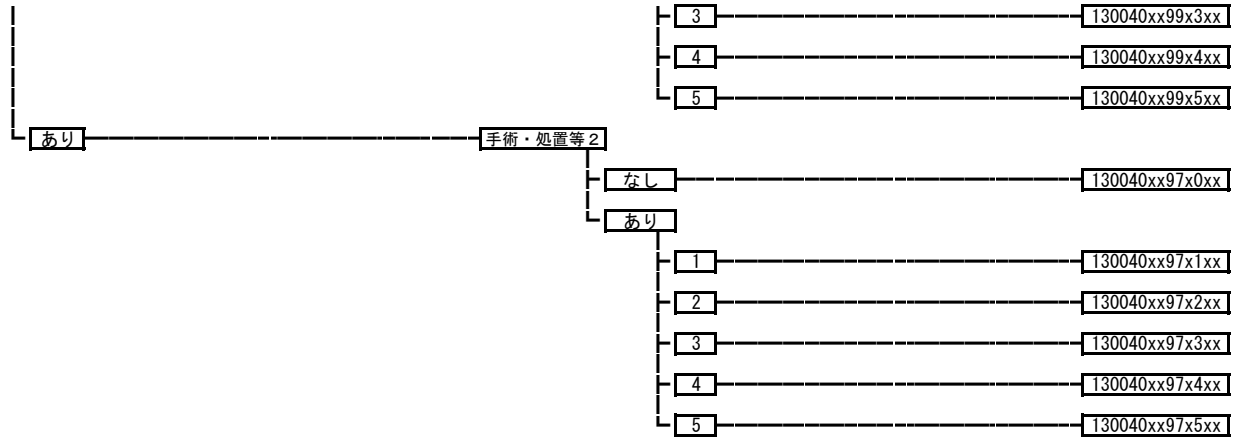 3 130040xx99x3xx
4 130040xx99x4xx
5 130040xx99x5xx
あり 手術・処置等2
なし 130040xx97x0xx
あり
1 130040xx97x1xx
2 130040xx97x2xx
3 130040xx97x3xx
4 130040xx97x4xx
5 130040xx97x5xx